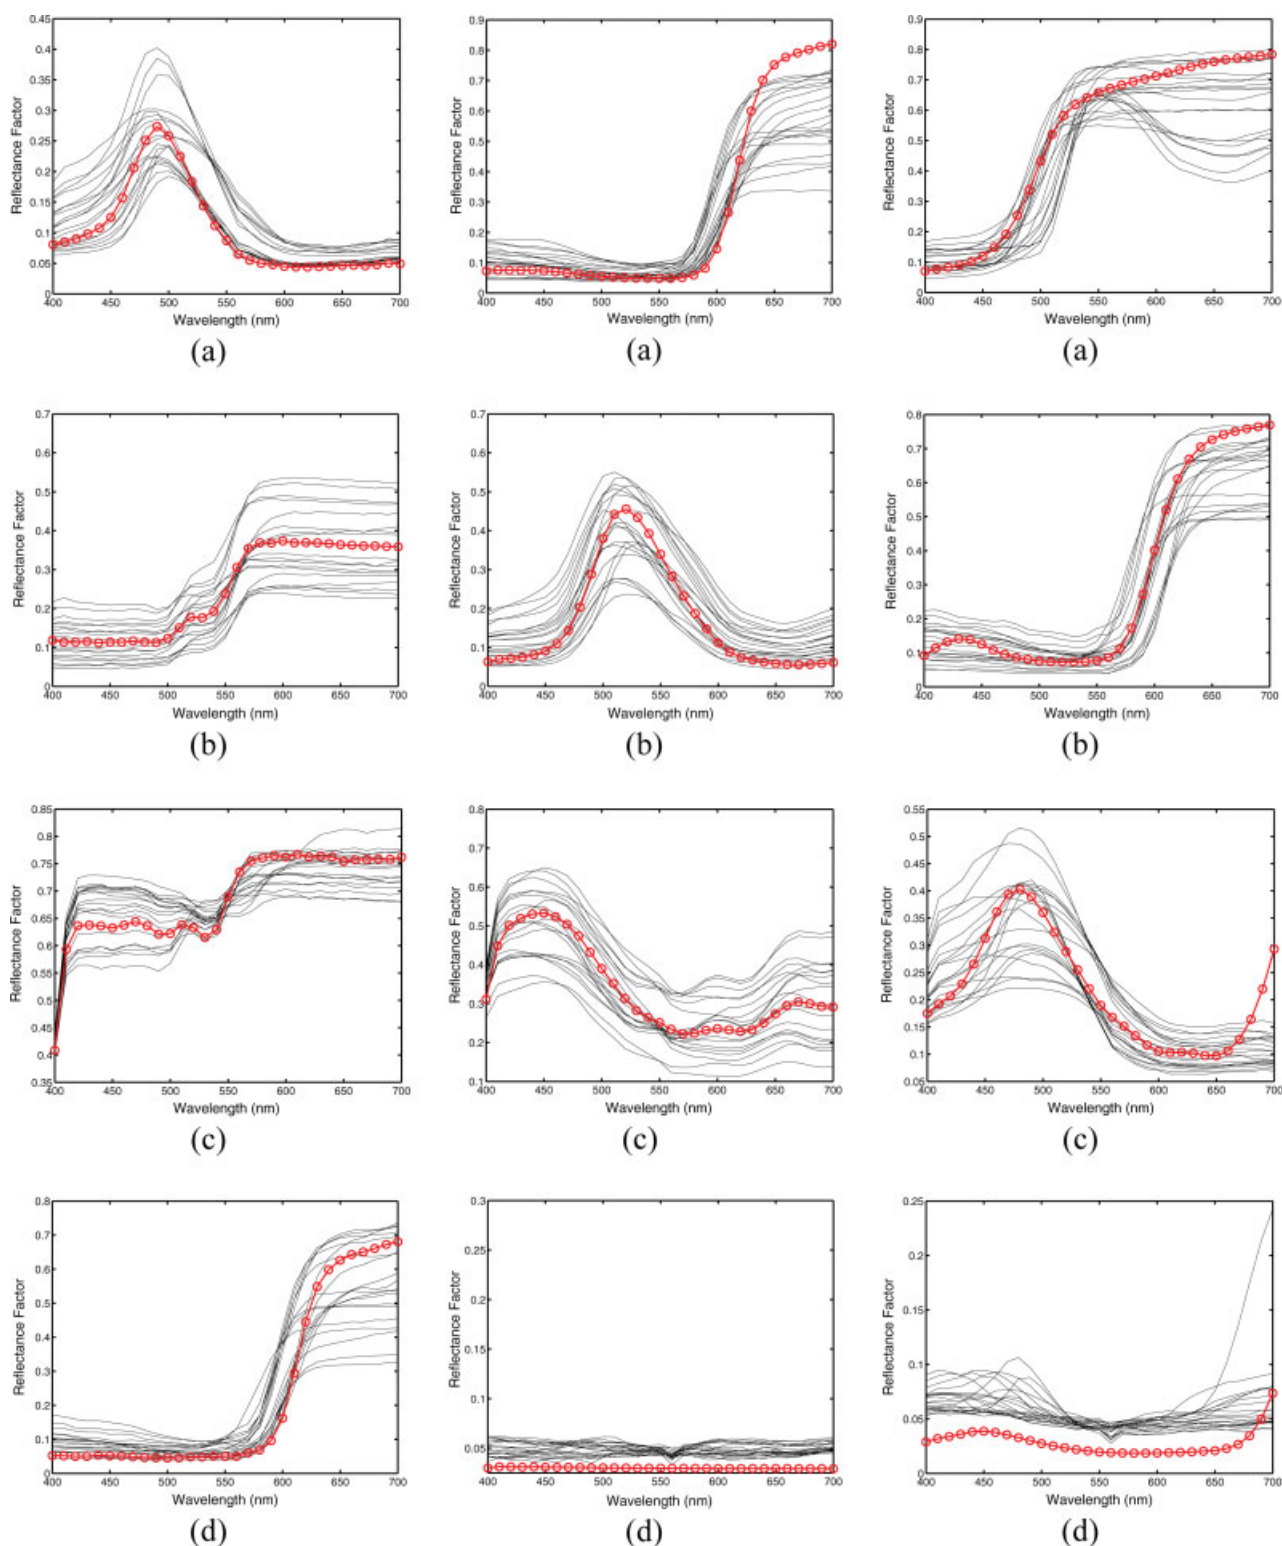 0.45 0.4 0.35 0.3 0.25 0.2 0.15 0.1 0.05 0
Reflectance Factor
400 450 500 550 600 650 700
Wavelength (nm)
(a)
0.9 0.8 0.7 0.6 0.5 0.4 0.3 0.2 0.1 0
Reflectance Factor
400 450 500 550 600 650 700
Wavelength (nm)
(a)
0.9 0.8 0.7 0.6 0.5 0.4 0.3 0.2 0.1 0
Reflectance Factor
400 450 500 550 600 650 700
Wavelength (nm)
(a)
0.7 0.6 0.5 0.4 0.3 0.2 0.1 0
Reflectance Factor
400 450 500 550 600 650 700
Wavelength (nm)
(b)
0.7 0.6 0.5 0.4 0.3 0.2 0.1 0
Reflectance Factor
400 450 500 550 600 650 700
Wavelength (nm)
(b)
0.8 0.7 0.6 0.5 0.4 0.3 0.2 0.1 0
Reflectance Factor
400 450 500 550 600 650 700
Wavelength (nm)
(b)
0.85 0.8 0.75 0.7 0.65 0.6 0.55 0.5 0.45 0.4 0.35
Reflectance Factor
400 450 500 550 600 650 700
Wavelength (nm)
(c)
0.8 0.7 0.6 0.5 0.4 0.3 0.2 0.1
Reflectance Factor
400 450 500 550 600 650 700
Wavelength (nm)
(c)
0.55 0.5 0.45 0.4 0.35 0.3 0.25 0.2 0.15 0.1 0.05
Reflectance Factor
400 450 500 550 600 650 700
Wavelength (nm)
(c)
0.8 0.7 0.6 0.5 0.4 0.3 0.2 0.1 0
Reflectance Factor
400 450 500 550 600 650 700
Wavelength (nm)
(d)
0.3 0.25 0.2 0.15 0.1 0.05
Reflectance Factor
400 450 500 550 600 650 700
Wavelength (nm)
(d)
0.25 0.2 0.15 0.1 0.05 0
Reflectance Factor
400 450 500 550 600 650 700
Wavelength (nm)
(d)